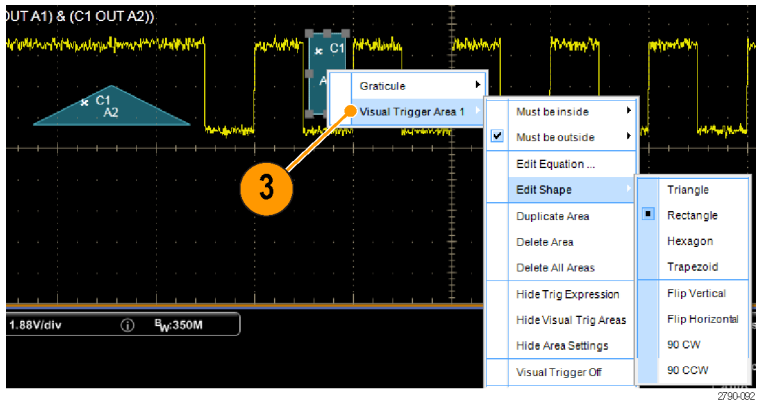 OUT A1) & (C1 OUT A2))
C1
A
C1
A2
Graticule
Visual Trigger Area 1
3
Must be inside
Must be outside
Edit Equation ...
Edit Shape
Duplicate Area
Delete Area
Delete All Areas
Hide Trig Expression
Hide Visual Trig Areas
Hide Area Settings
Visual Trigger Off
Triangle
Rectangle
Hexagon
Trapezoid
Flip Vertical
Flip Horizontal
90 CW
90 CCW
1.88V/div
BW:350M
2790-092